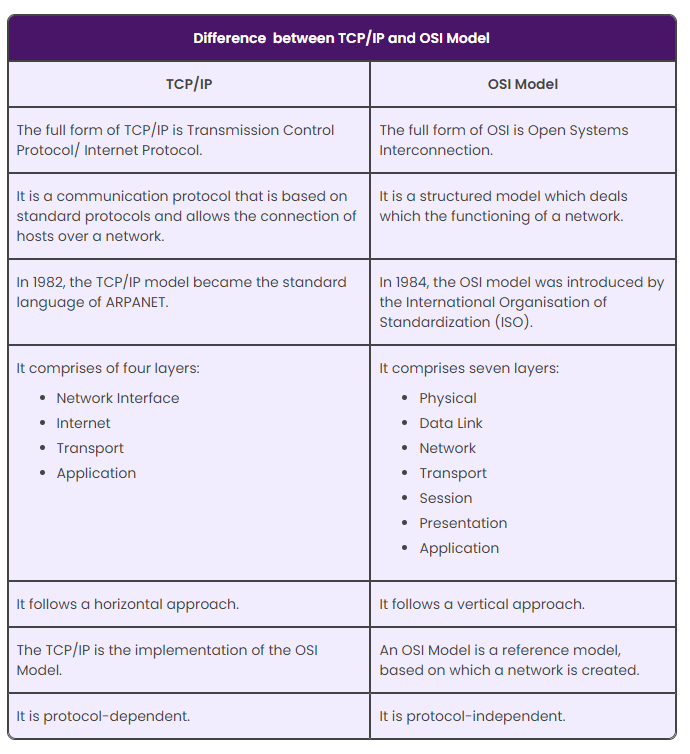 Difference between TCP/IP and OSI Model
TCP/IP
OSI Model
The full form of TCP/IP is Transmission Control
Protocol/ Internet Protocol.
The full form of OSI is Open Systems
Interconnection.
It is a communication protocol that is based on
standard protocols and allows the connection of
hosts over a network.
It is a structured model which deals
which the functioning of a network.
In 1982, the TCP/IP model became the standard
language of ARPANET.
In 1984, the OSI model was introduced by
the International Organisation of
Standardization (ISO).
It comprises of four layers:
• Network Interface
• Internet
• Transport
• Application
It comprises seven layers:
• Physical
• Data Link
• Network
• Transport
• Session
• Presentation
• Application
It follows a horizontal approach.
It follows a vertical approach.
The TCP/IP is the implementation of the OSI
Model.
An OSI Model is a reference model,
based on which a network is created.
It is protocol-dependent.
It is protocol-independent.